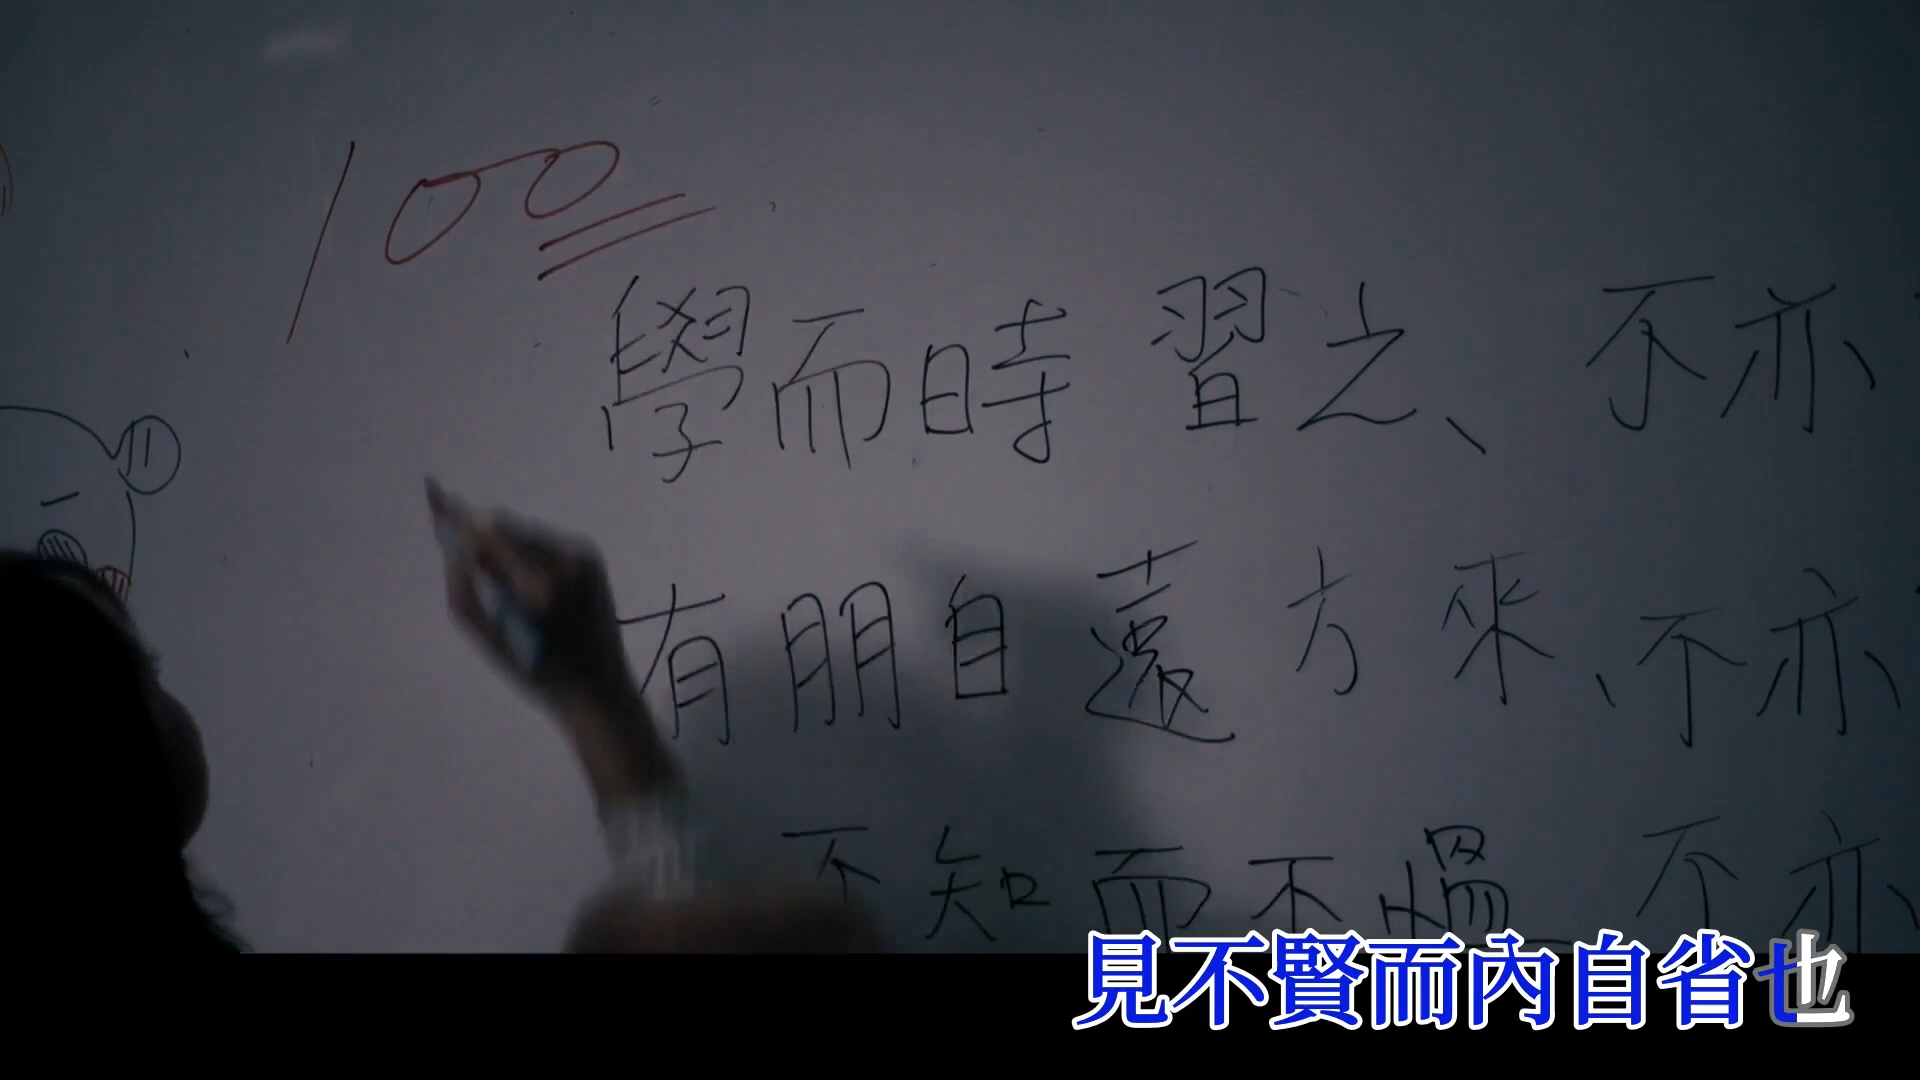 100
學而時習之、不亦
有朋自遠方來、不亦
不知而不慍 不亦
見不賢而內自省也